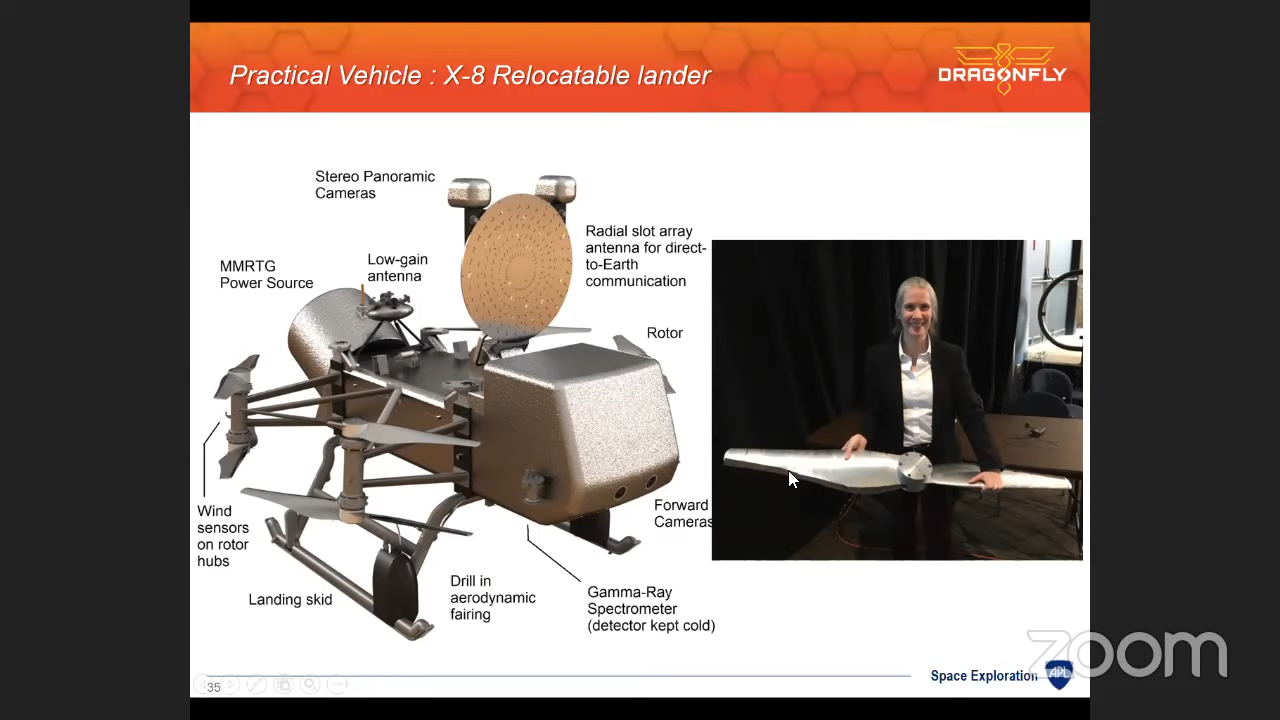 Practical Vehicle : X-8 Relocatable lander
DRAGONFLY
Stereo Panoramic
Cameras
Radial slot array
antenna for direct-
to-Earth
communication
Low-gain
antenna
MMRTG
Power Source
Rotor
Forward
Cameras
Wind
sensors
on rotor
hubs
Landing skid
Drill in
aerodynamic
fairing
Gamma-Ray
Spectrometer
(detector kept cold)
35
Space Exploration
APL
zoom